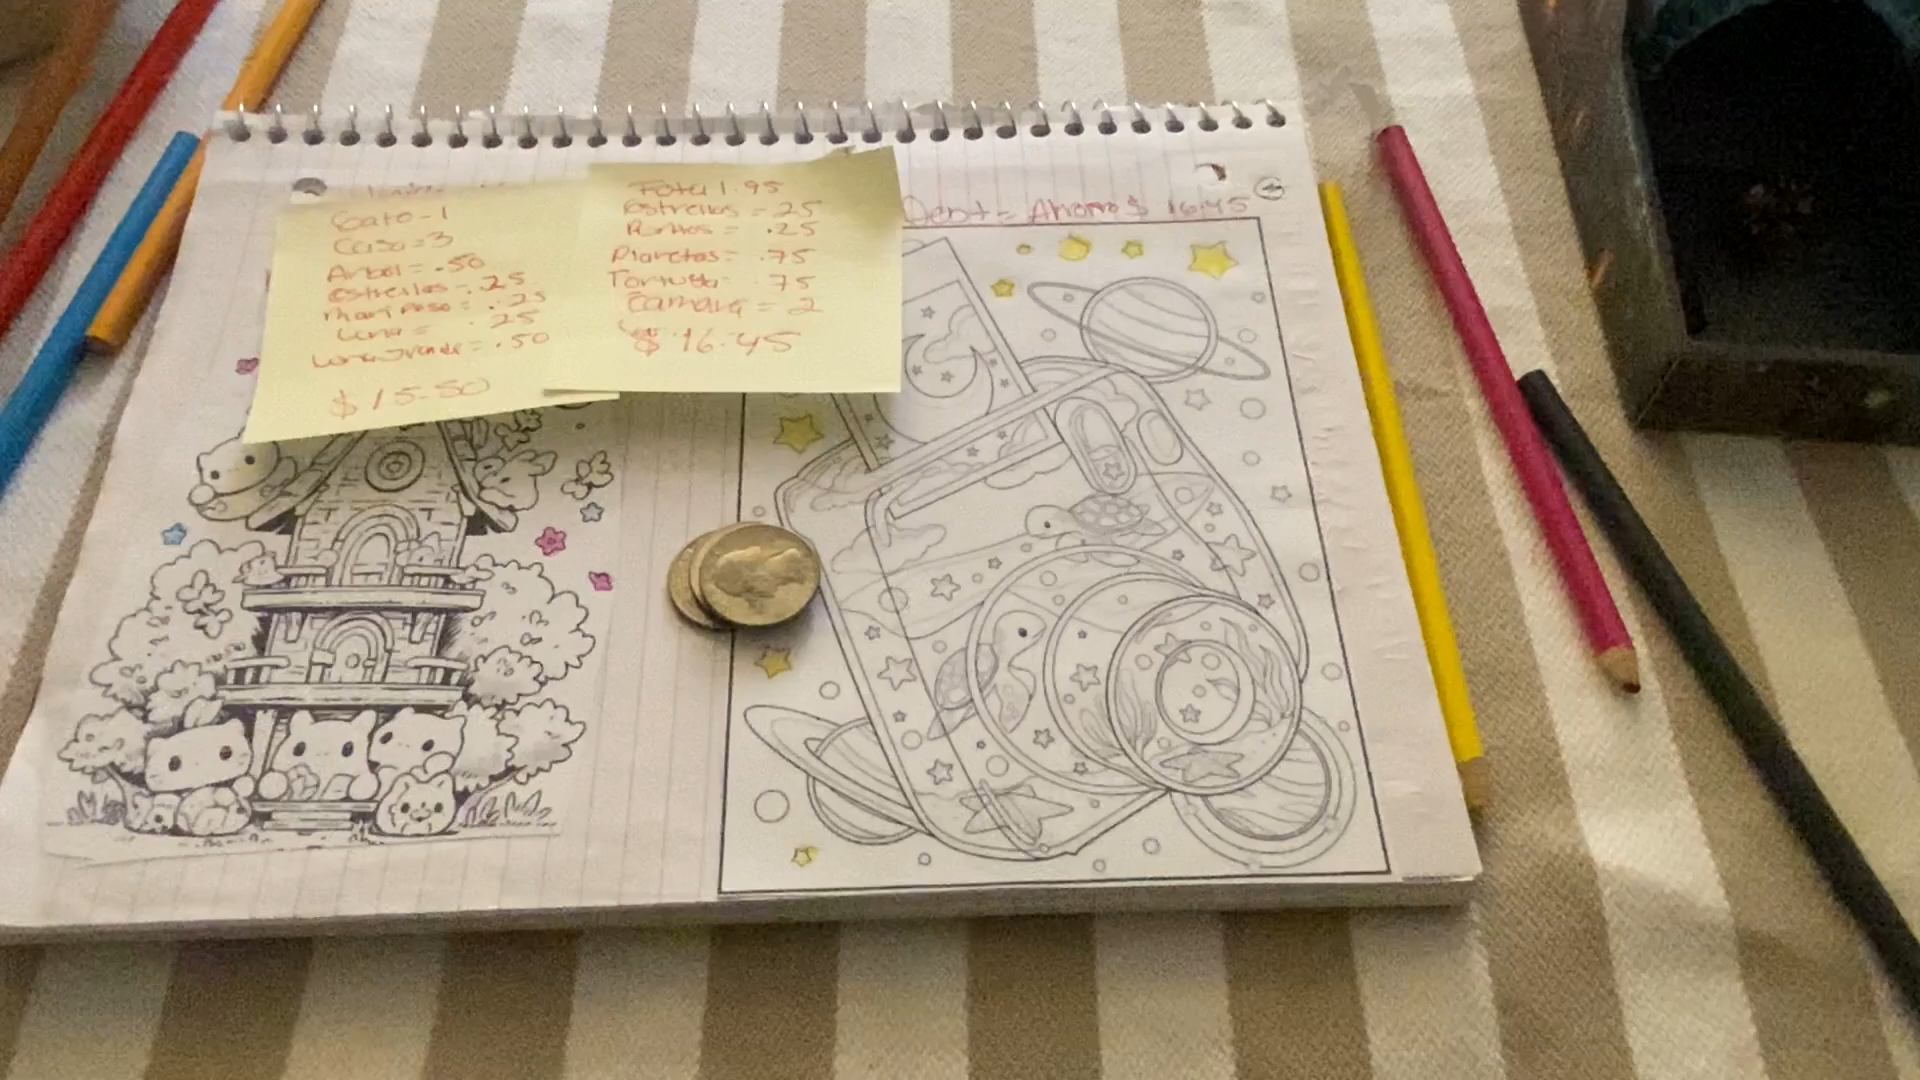 Gato - 1
Casa = 3
Arbol = .50
estrellas - .25
mariposa = .25
Luna = .25
Luna grande = .50
$ 15.50
Foto 1.95
Estrellas = 25
Puntos = .25
Planetas = .75
Tortuga = .75
Camara = 2
$ 16.45
= Ahorro $ 16.45